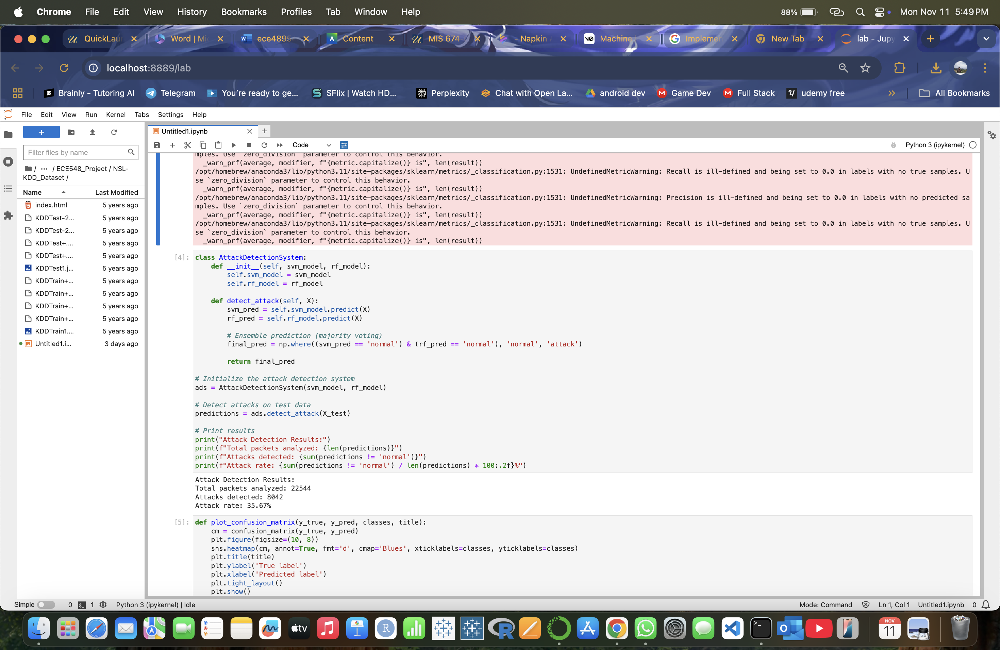 Chrome File Edit View History Bookmarks Profiles Tab Window Help 88% Mon Nov 11 5:49 PM
QuickLau Word | Mi ece4895- Content MIS 674- - Napkin Machine Implemen New Tab lab - Jupy
localhost:8889/lab
Brainly - Tutoring AI Telegram You’re ready to ge... SFlix | Watch HD... Perplexity Chat with Open La... android dev Game Dev Full Stack udemy free All Bookmarks
File Edit View Run Kernel Tabs Settings Help
Untitled1.ipynb
Code Python 3 (ipykernel)
Filter files by name
/ ... / ECE548_Project / NSL-
KDD_Dataset /
Name Last Modified
index.html 5 years ago
KDDTest-2... 5 years ago
KDDTest-2... 5 years ago
KDDTest+.... 5 years ago
KDDTest+.... 5 years ago
KDDTest1.j... 5 years ago
KDDTrain+... 5 years ago
KDDTrain+... 5 years ago
KDDTrain+... 5 years ago
KDDTrain+... 5 years ago
KDDTrain1.... 5 years ago
Untitled1.i... 3 days ago
mples. Use `zero_division` parameter to control this behavior.
  _warn_prf(average, modifier, f"{metric.capitalize()} is", len(result))
/opt/homebrew/anaconda3/lib/python3.11/site-packages/sklearn/metrics/_classification.py:1531: UndefinedMetricWarning: Recall is ill-defined and being set to 0.0 in labels with no true samples. U
se `zero_division` parameter to control this behavior.
  _warn_prf(average, modifier, f"{metric.capitalize()} is", len(result))
/opt/homebrew/anaconda3/lib/python3.11/site-packages/sklearn/metrics/_classification.py:1531: UndefinedMetricWarning: Precision is ill-defined and being set to 0.0 in labels with no predicted sa
mples. Use `zero_division` parameter to control this behavior.
  _warn_prf(average, modifier, f"{metric.capitalize()} is", len(result))
/opt/homebrew/anaconda3/lib/python3.11/site-packages/sklearn/metrics/_classification.py:1531: UndefinedMetricWarning: Recall is ill-defined and being set to 0.0 in labels with no true samples. U
se `zero_division` parameter to control this behavior.
  _warn_prf(average, modifier, f"{metric.capitalize()} is", len(result))
[4]: class AttackDetectionSystem:
    def __init__(self, svm_model, rf_model):
        self.svm_model = svm_model
        self.rf_model = rf_model
    def detect_attack(self, X):
        svm_pred = self.svm_model.predict(X)
        rf_pred = self.rf_model.predict(X)
        # Ensemble prediction (majority voting)
        final_pred = np.where((svm_pred == 'normal') & (rf_pred == 'normal'), 'normal', 'attack')
        return final_pred
# Initialize the attack detection system
ads = AttackDetectionSystem(svm_model, rf_model)
# Detect attacks on test data
predictions = ads.detect_attack(X_test)
# Print results
print("Attack Detection Results:")
print(f"Total packets analyzed: {len(predictions)}")
print(f"Attacks detected: {sum(predictions != 'normal')}")
print(f"Attack rate: {sum(predictions != 'normal') / len(predictions) * 100:.2f}%")
Attack Detection Results:
Total packets analyzed: 22544
Attacks detected: 8042
Attack rate: 35.67%
[5]: def plot_confusion_matrix(y_true, y_pred, classes, title):
    cm = confusion_matrix(y_true, y_pred)
    plt.figure(figsize=(10, 8))
    sns.heatmap(cm, annot=True, fmt='d', cmap='Blues', xticklabels=classes, yticklabels=classes)
    plt.title(title)
    plt.ylabel('True label')
    plt.xlabel('Predicted label')
    plt.tight_layout()
    plt.show()
Simple 0 1 Python 3 (ipykernel) | Idle Mode: Command Ln 1, Col 1 Untitled1.ipynb 0
tv
R
NOV
11